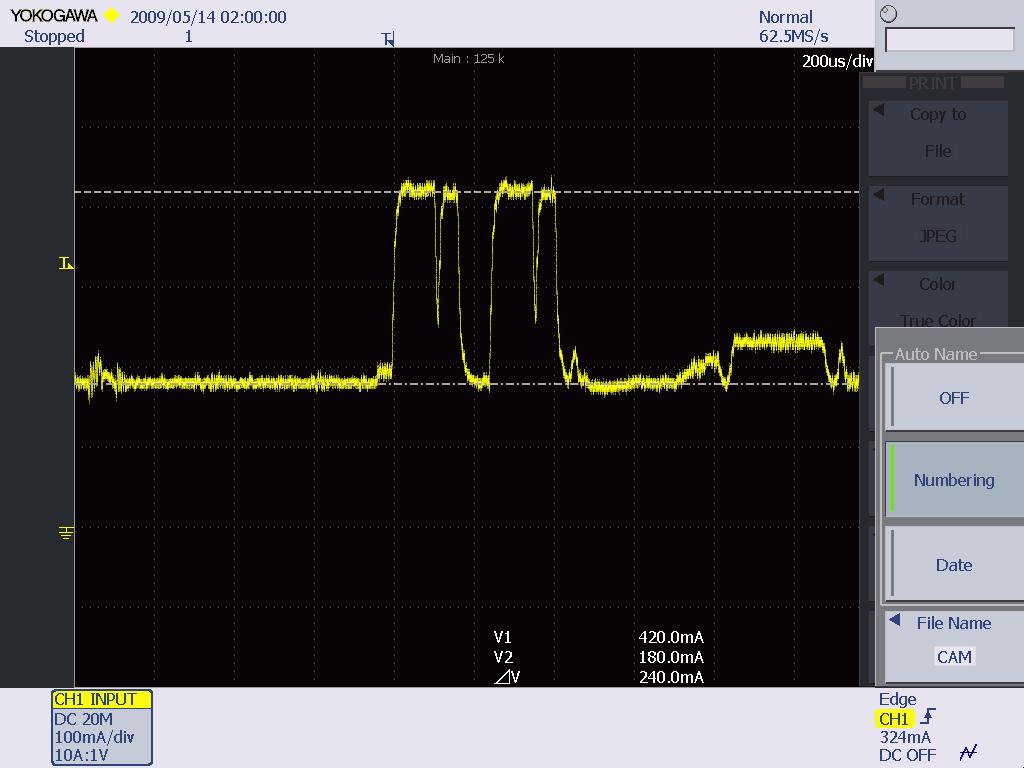 YOKOGAWA 2009/05/14 02:00:00
Stopped 1
Normal
62.5MS/s
Main : 125 k
200us/div
PRINT
Copy to
File
Format
JPEG
Color
True Color
Auto Name
OFF
Numbering
Date
File Name
CAM
V1 420.0mA
V2 180.0mA
⊿V 240.0mA
CH1 INPUT
DC 20M
100mA/div
10A:1V
Edge
CH1
324mA
DC OFF